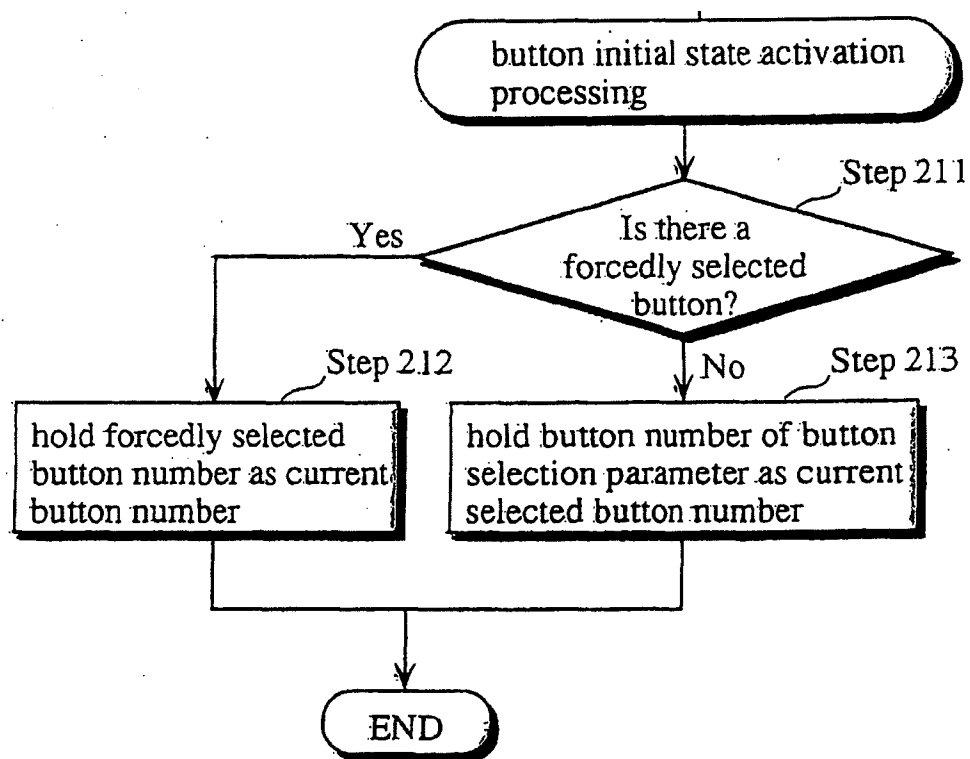 button initial state activation
processing
Step 211
Is there a
forcedly selected
button?
Yes
No
Step 212
hold forcedly selected
button number as current
button number
Step 213
hold button number of button
selection parameter as current
selected button number
END